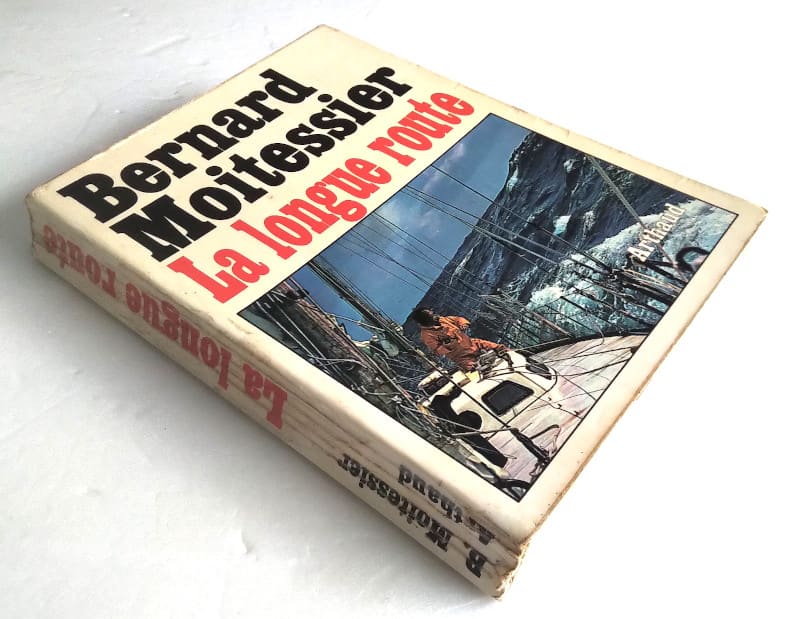 Bernard
Moitessier
La longue route
Arthaud
La longue route
B. Moitessier
Arthaud